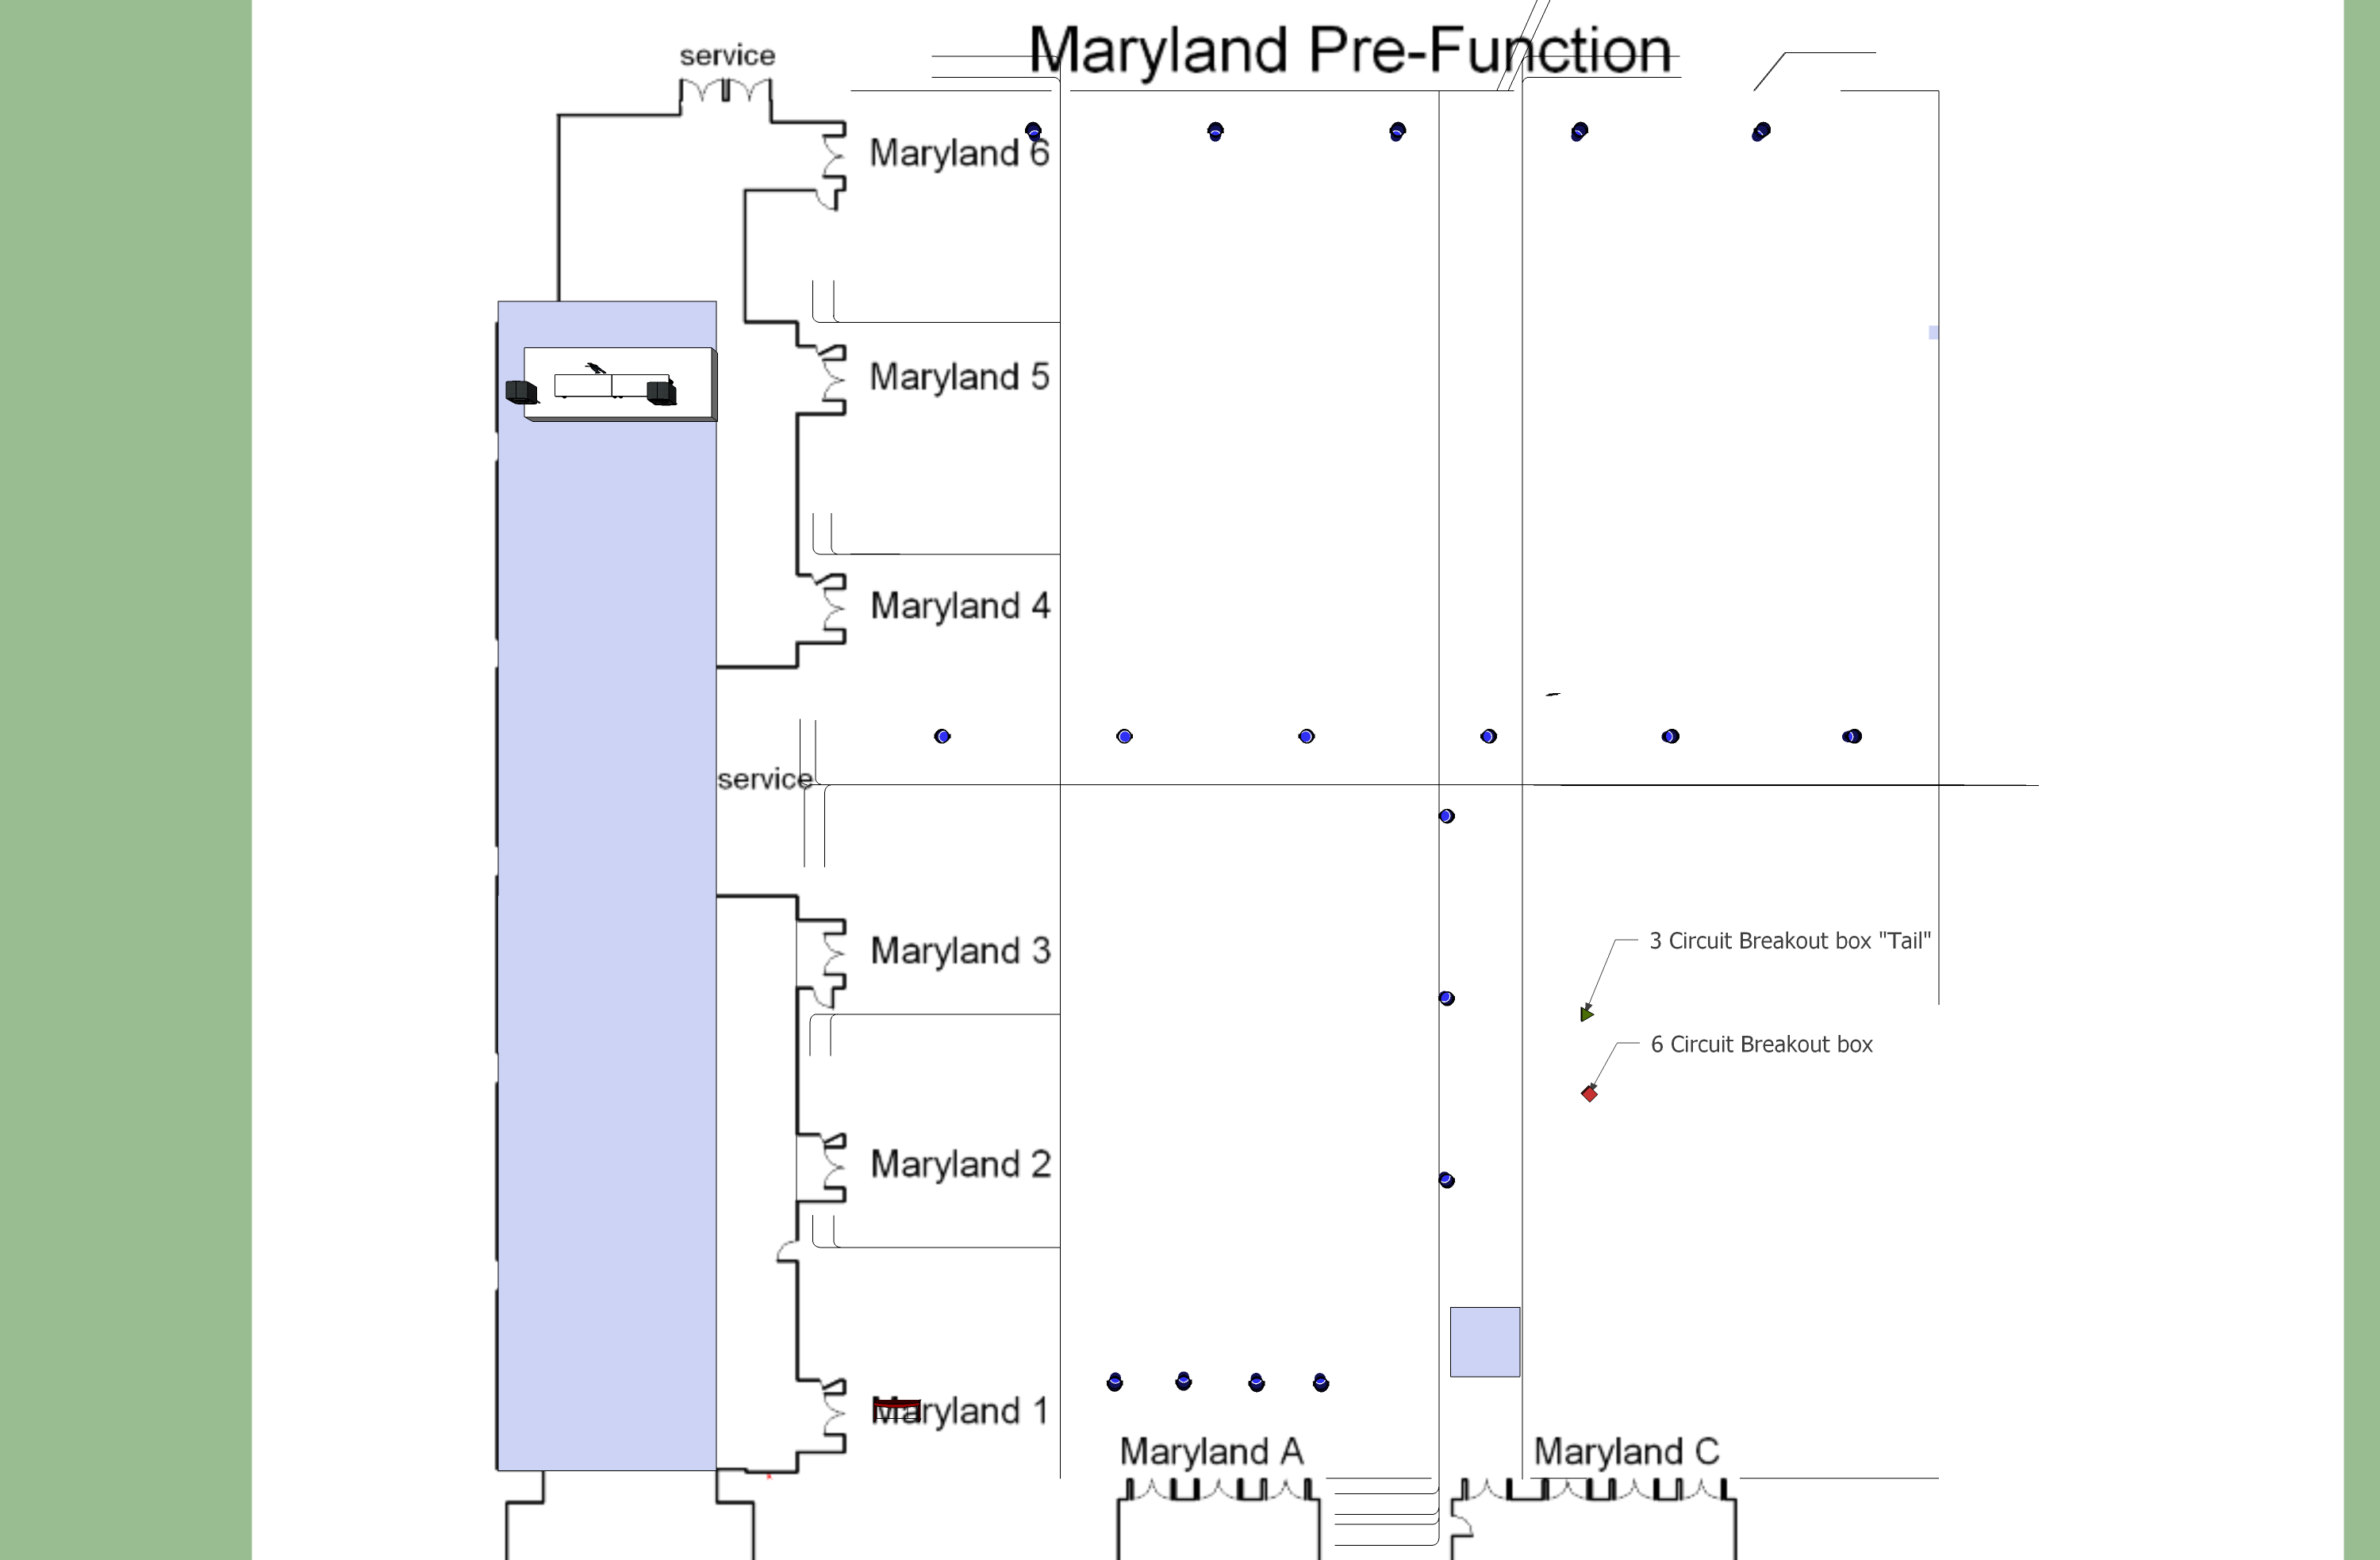 Maryland Pre-Function
service
Maryland 6
Maryland 5
Maryland 4
service
3 Circuit Breakout box "Tail"
Maryland 3
6 Circuit Breakout box
Maryland 2
Maryland 1
Maryland A
Maryland C